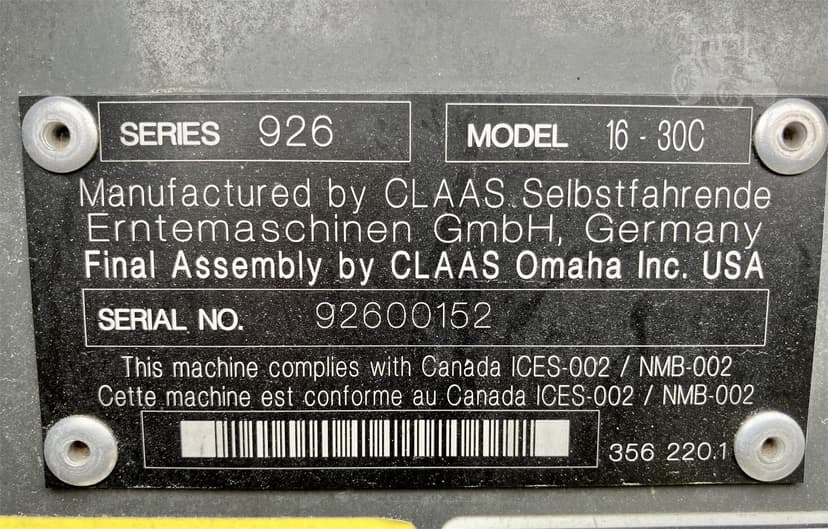 SERIES 926 MODEL 16 - 30C
Manufactured by CLAAS Selbstfahrende
Erntemaschinen GmbH, Germany
Final Assembly by CLAAS Omaha Inc. USA
SERIAL NO. 92600152
This machine complies with Canada ICES-002 / NMB-002
Cette machine est conforme au Canada ICES-002 / NMB-002
356 220.1